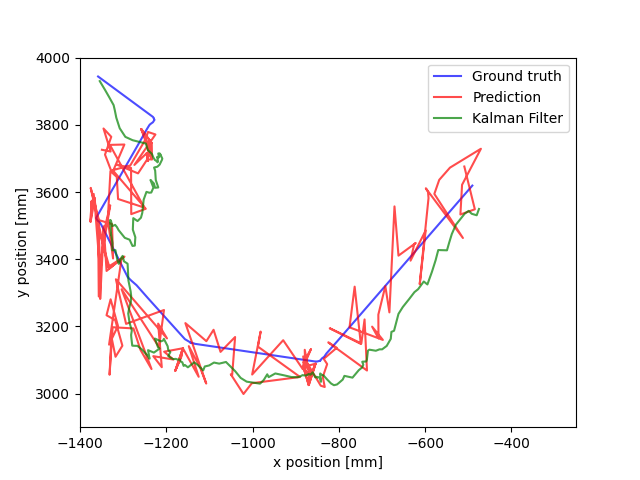 4000
3800
3600
3400
3200
3000
y position [mm]
−1400
−1200
−1000
−800
−600
−400
x position [mm]
Ground truth
Prediction
Kalman Filter